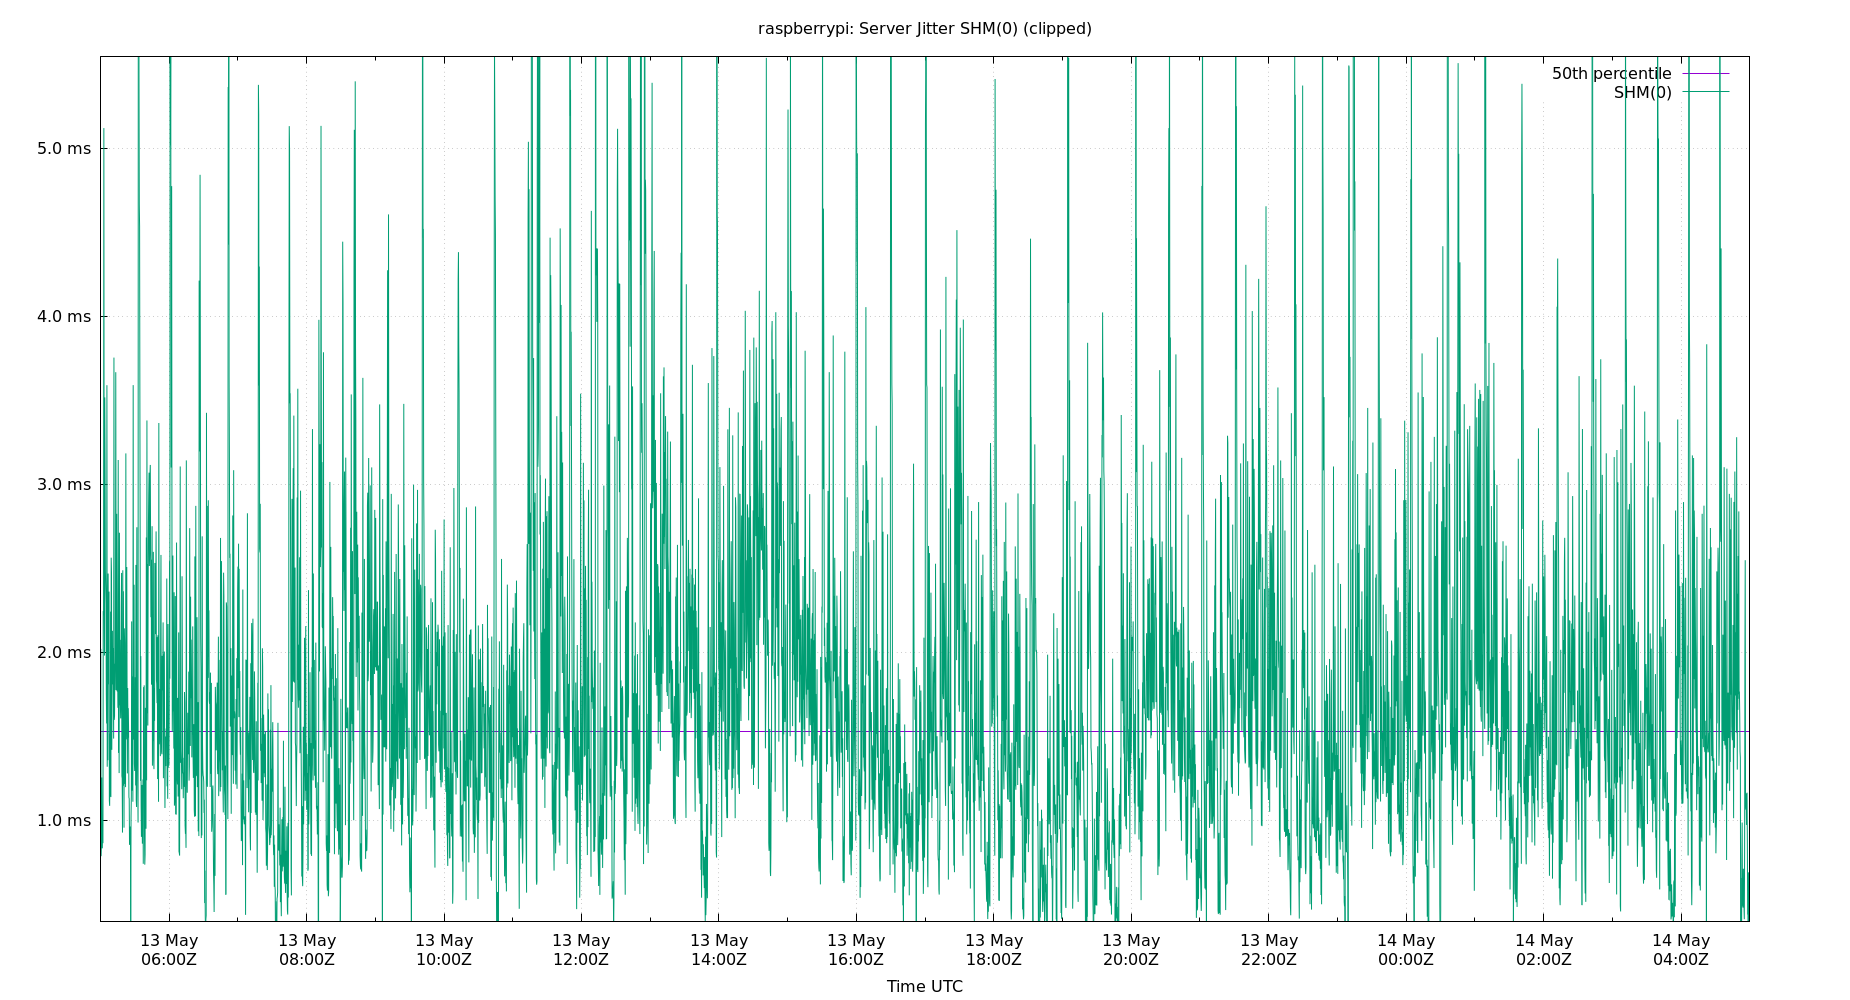 raspberrypi: Server Jitter SHM(0) (clipped)
50th percentile
SHM(0)
5.0 ms
4.0 ms
3.0 ms
2.0 ms
1.0 ms
13 May 13 May 13 May 13 May 13 May 13 May 13 May 13 May 13 May 14 May 14 May 14 May
06:00Z 08:00Z 10:00Z 12:00Z 14:00Z 16:00Z 18:00Z 20:00Z 22:00Z 00:00Z 02:00Z 04:00Z
Time UTC